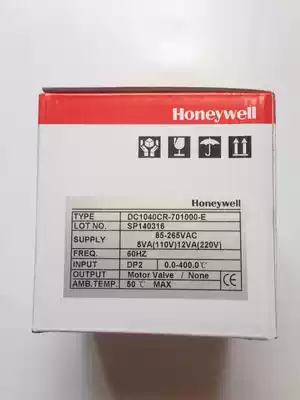 Honeywell
Honeywell
TYPE DC1040CR-701000-E
LOT NO. SP140316
SUPPLY 85-265VAC
8VA(110V)12VA(220V)
FREQ. 60HZ
INPUT DP2 0.0-400.0℃
OUTPUT Motor Valve / None
AMB.TEMP. 50 ℃ MAX
CE